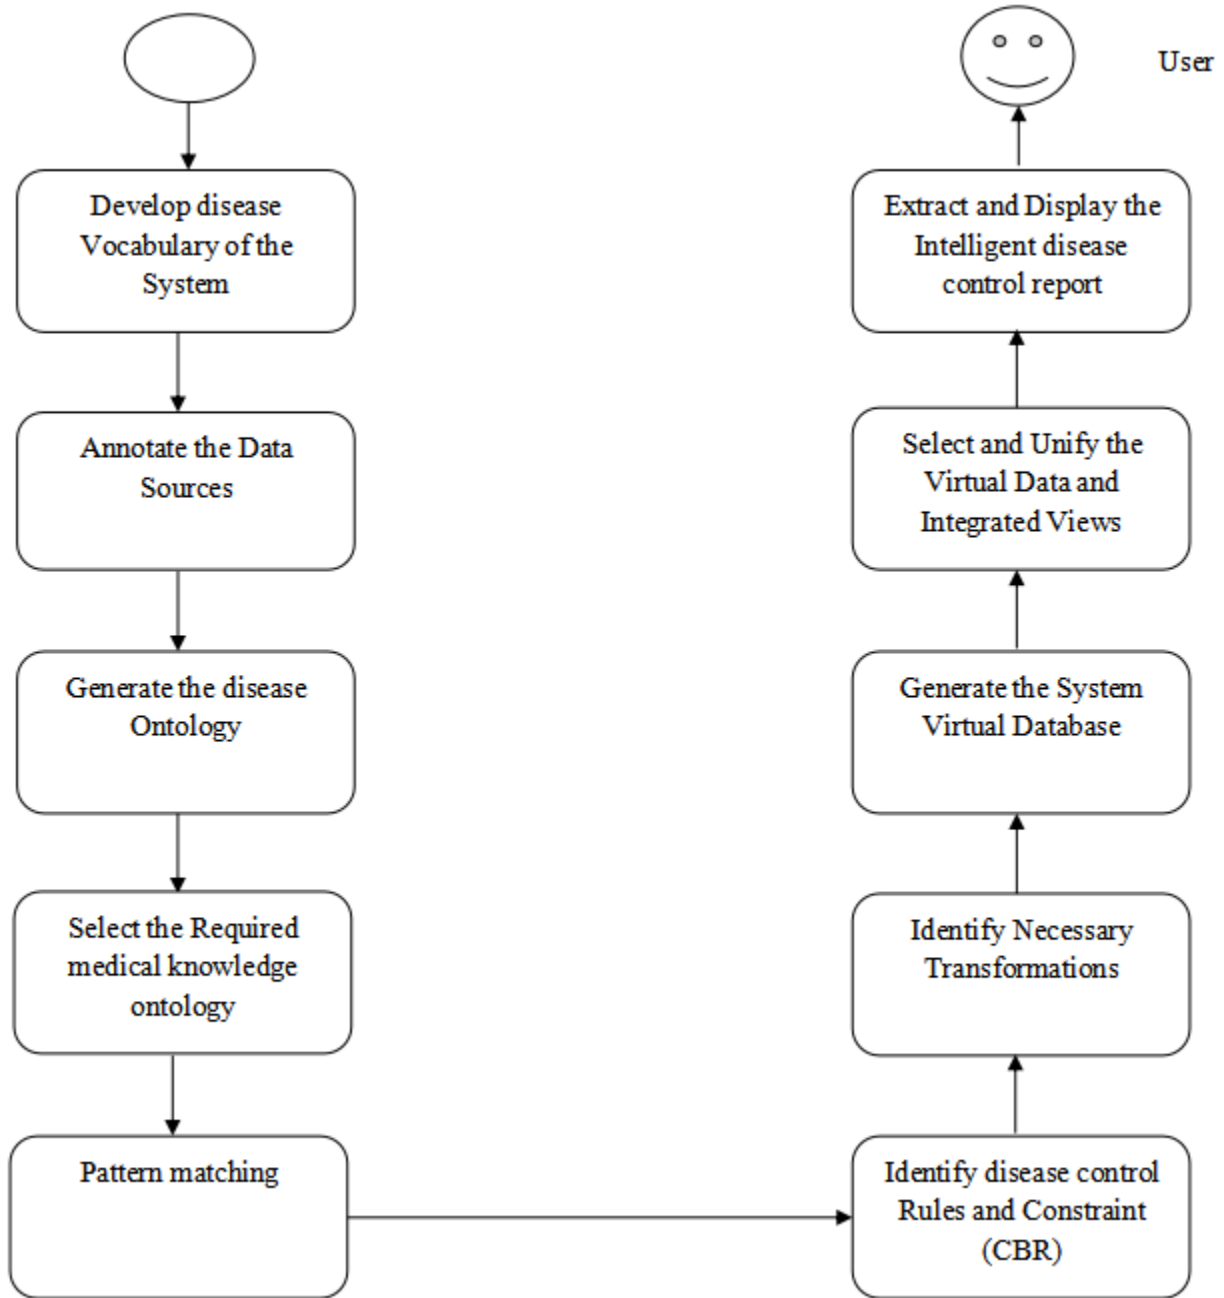 User
Develop disease
Vocabulary of the
System
Annotate the Data
Sources
Generate the disease
Ontology
Select the Required
medical knowledge
ontology
Pattern matching
Identify disease control
Rules and Constraint
(CBR)
Identify Necessary
Transformations
Generate the System
Virtual Database
Select and Unify the
Virtual Data and
Integrated Views
Extract and Display the
Intelligent disease
control report